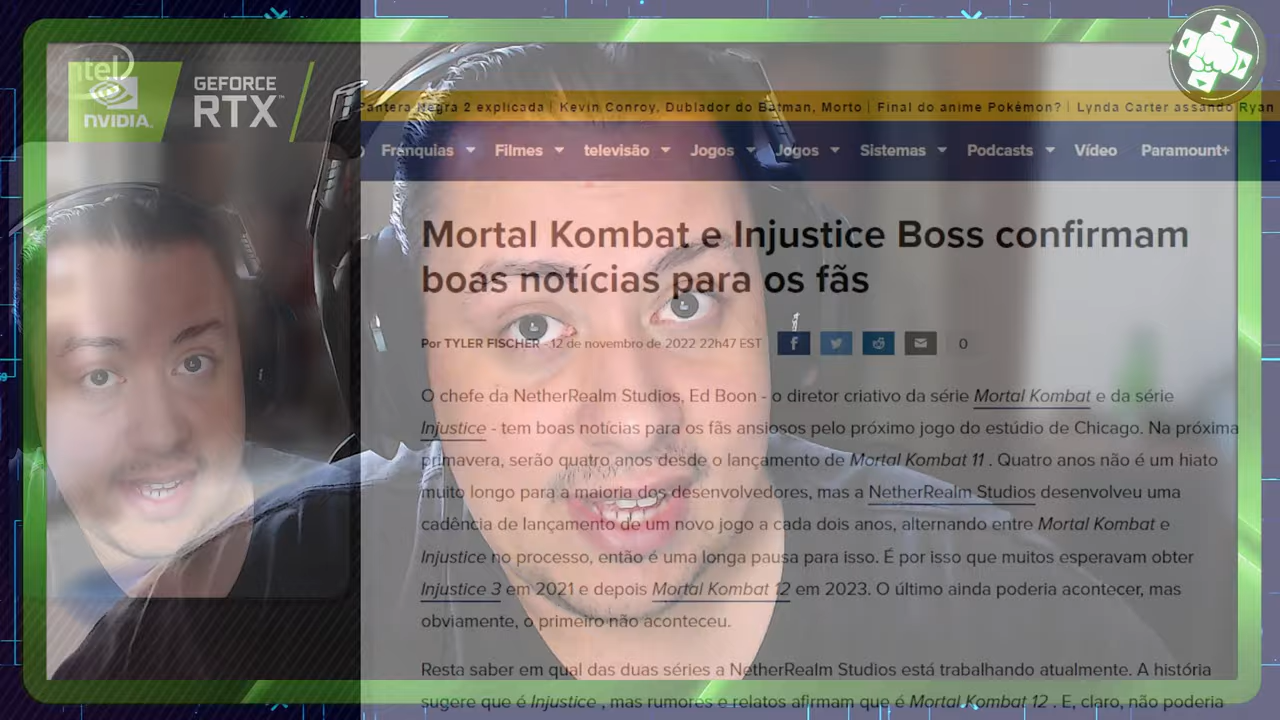 intel
NVIDIA.
GEFORCE
RTX™
Pantera Negra 2 explicada | Kevin Conroy, Dublador do Batman, Morto | Final do anime Pokémon? | Lynda Carter assando Ryan
Franquias Filmes televisão Jogos Jogos Sistemas Podcasts Vídeo Paramount+
Mortal Kombat e Injustice Boss confirmam
boas notícias para os fãs
Por TYLER FISCHER - 12 de novembro de 2022 22h47 EST
0
O chefe da NetherRealm Studios, Ed Boon - o diretor criativo da série Mortal Kombat e da série
Injustice - tem boas notícias para os fãs ansiosos pelo próximo jogo do estúdio de Chicago. Na próxima
primavera, serão quatro anos desde o lançamento de Mortal Kombat 11 . Quatro anos não é um hiato
muito longo para a maioria dos desenvolvedores, mas a NetherRealm Studios desenvolveu uma
cadência de lançamento de um novo jogo a cada dois anos, alternando entre Mortal Kombat e
Injustice no processo, então é uma longa pausa para isso. É por isso que muitos esperavam obter
Injustice 3 em 2021 e depois Mortal Kombat 12 em 2023. O último ainda poderia acontecer, mas
obviamente, o primeiro não aconteceu.
Resta saber em qual das duas séries a NetherRealm Studios está trabalhando atualmente. A história
sugere que é Injustice , mas rumores e relatos afirmam que é Mortal Kombat 12 . E, claro, não poderia